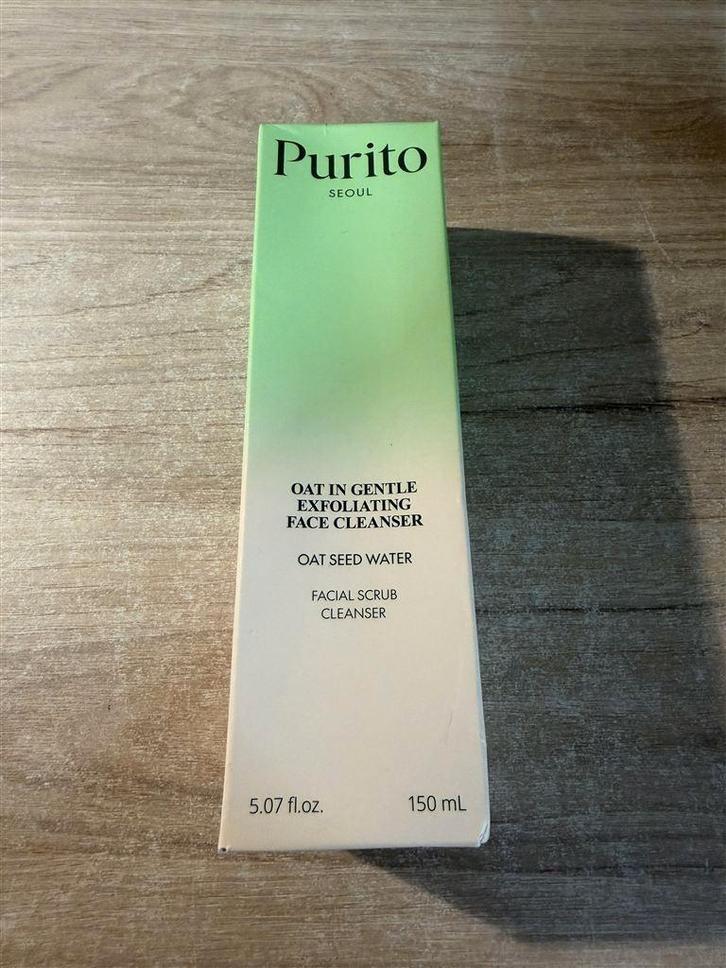 Purito
SEOUL
OAT IN GENTLE
EXFOLIATING
FACE CLEANSER
OAT SEED WATER
FACIAL SCRUB
CLEANSER
5.07 fl.oz. 150 mL